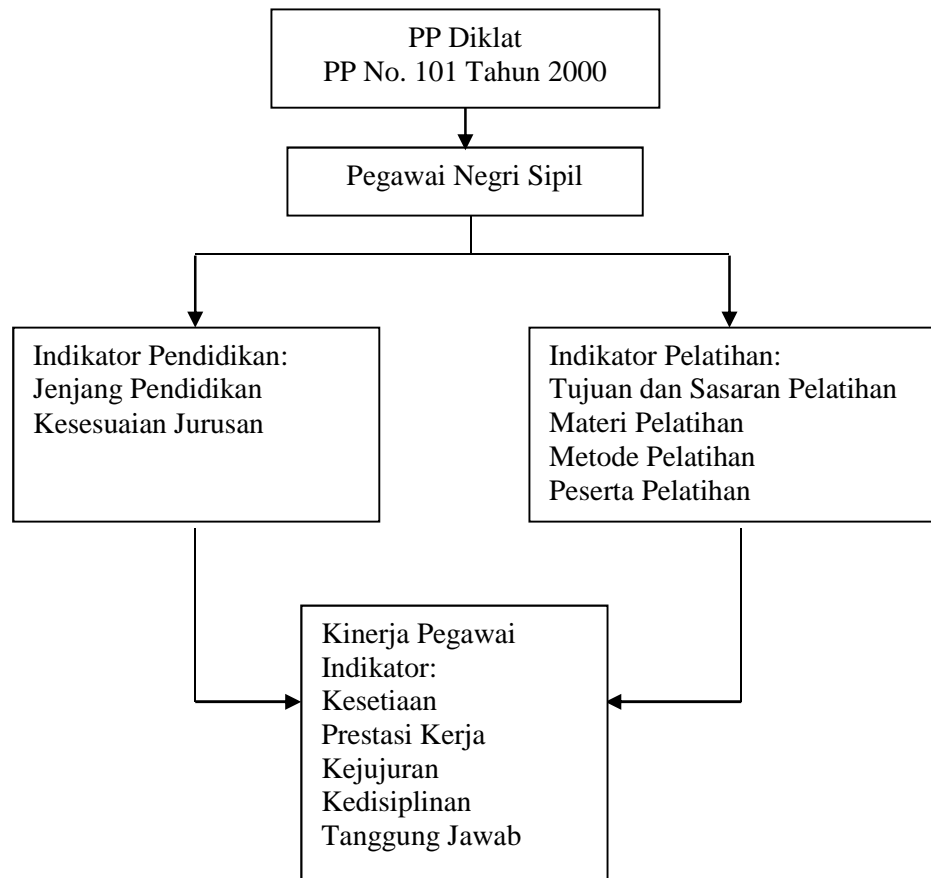 PP Diklat
PP No. 101 Tahun 2000
Pegawai Negri Sipil
Indikator Pendidikan:
Jenjang Pendidikan
Kesesuaian Jurusan
Indikator Pelatihan:
Tujuan dan Sasaran Pelatihan
Materi Pelatihan
Metode Pelatihan
Peserta Pelatihan
Kinerja Pegawai
Indikator:
Kesetiaan
Prestasi Kerja
Kejujuran
Kedisiplinan
Tanggung Jawab